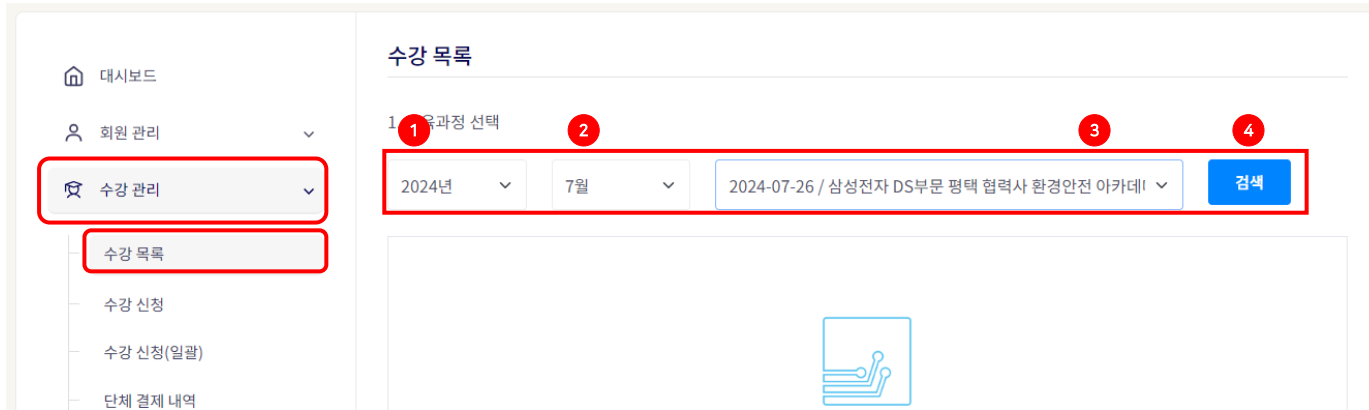 수강 목록
대시보드
회원 관리
수강 관리
수강 목록
수강 신청
수강 신청(일괄)
단체 결제 내역
1. 선택
1
2
3
4
2024년
7월
2024-07-26 / 삼성전자 DS부문 평택 협력사 환경안전
검색